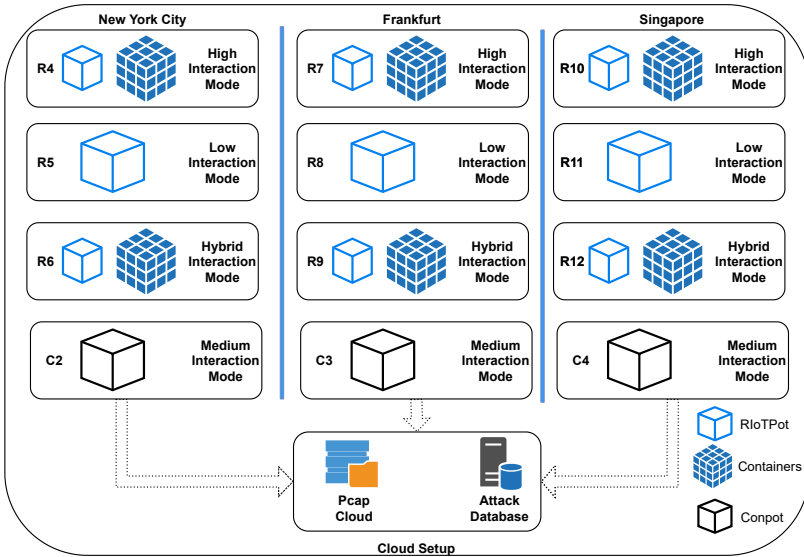 New York City
Frankfurt
Singapore
R4
High
Interaction
Mode
R7
High
Interaction
Mode
R10
High
Interaction
Mode
R5
Low
Interaction
Mode
R8
Low
Interaction
Mode
R11
Low
Interaction
Mode
R6
Hybrid
Interaction
Mode
R9
Hybrid
Interaction
Mode
R12
Hybrid
Interaction
Mode
C2
Medium
Interaction
Mode
C3
Medium
Interaction
Mode
C4
Medium
Interaction
Mode
Pcap
Cloud
Attack
Database
RIoTPot
Containers
Conpot
Cloud Setup